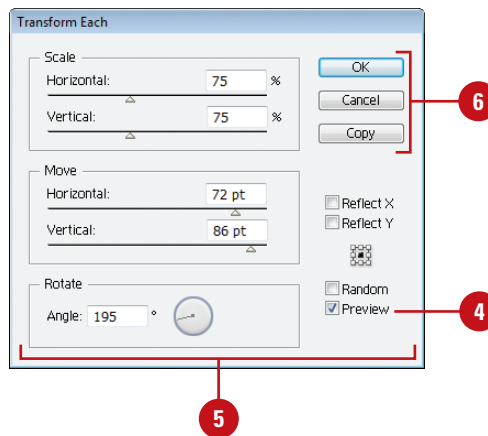 Transform Each
Scale
Horizontal: 75 %
Vertical: 75 %
OK
Cancel
Copy
6
Move
Horizontal: 72 pt
Vertical: 86 pt
Reflect X
Reflect Y
Rotate
Angle: 195 °
Random
Preview
4
5